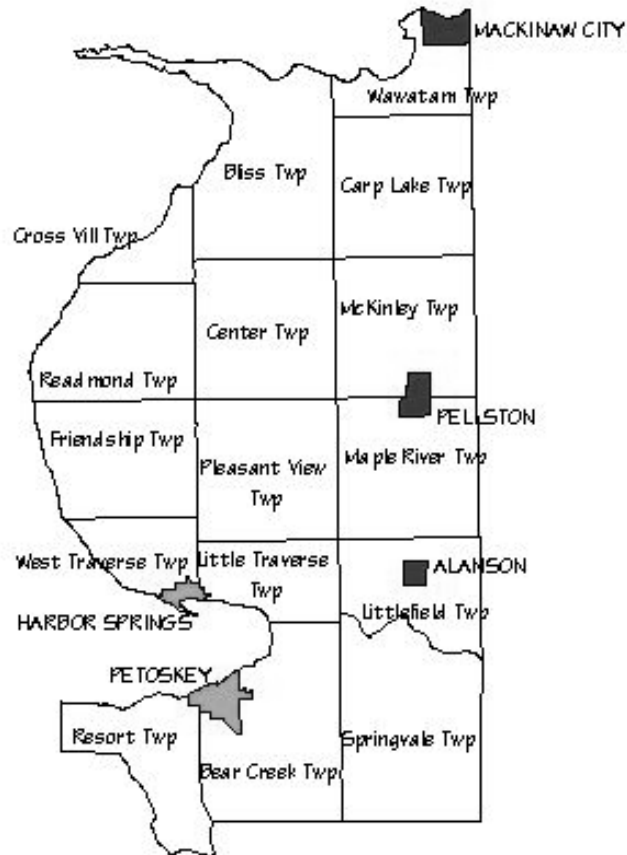 MACKINAW CITY
Wawatam Twp
Bliss Twp
Carp Lake Twp
Cross Vill Twp
McKinley Twp
Center Twp
Readmond Twp
PELLSTON
Friendship Twp
Maple River Twp
Pleasant View
Twp
West Traverse Twp
Little Traverse
Twp
ALANSON
Littlefield Twp
HARBOR SPRINGS
PETOSKEY
Resort Twp
Springvale Twp
Bear Creek Twp